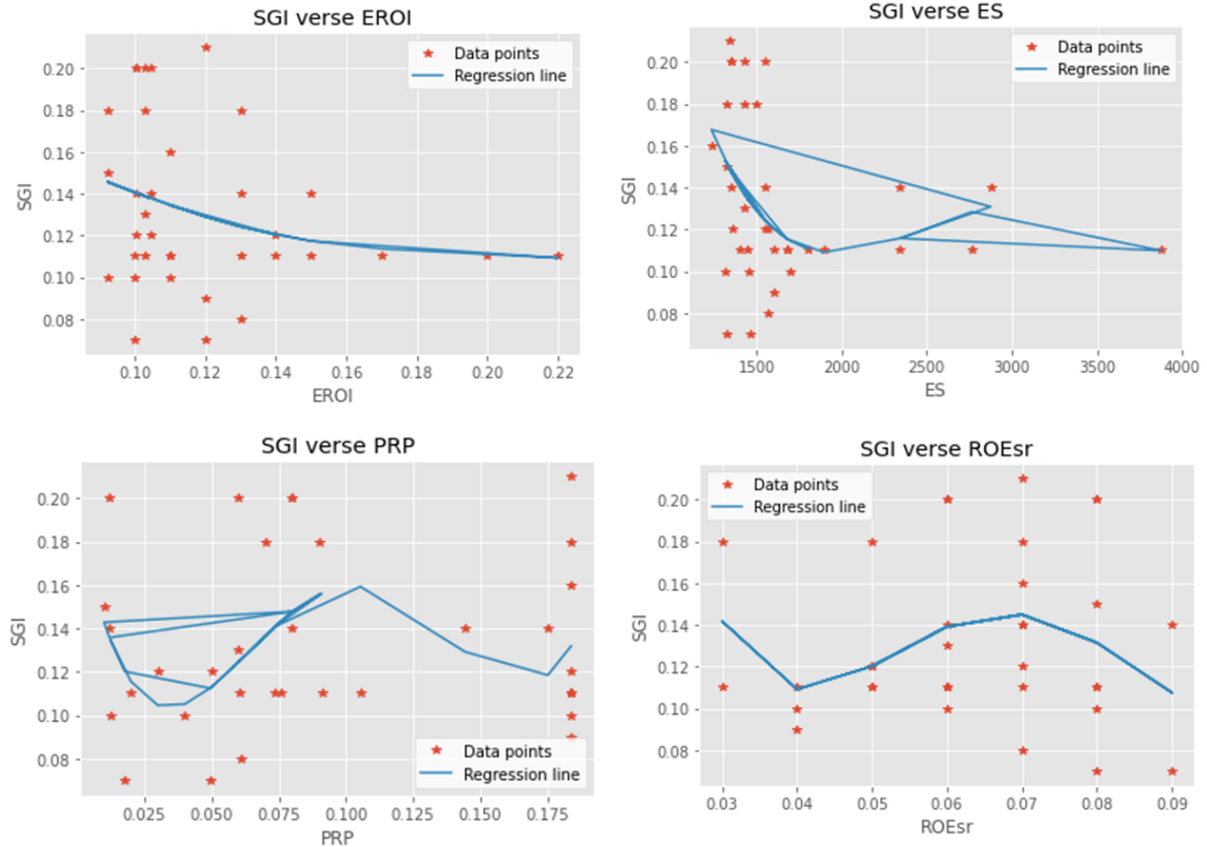 SGI verse EROI
Data points
Regression line
0.20
0.18
0.16
0.14
0.12
0.10
0.08
SGI
0.10 0.12 0.14 0.16 0.18 0.20 0.22
EROI
SGI verse ES
Data points
Regression line
0.20
0.18
0.16
0.14
0.12
0.10
0.08
SGI
1500 2000 2500 3000 3500 4000
ES
SGI verse PRP
0.20
0.18
0.16
0.14
0.12
0.10
0.08
SGI
Data points
Regression line
0.025 0.050 0.075 0.100 0.125 0.150 0.175
PRP
SGI verse ROEsr
Data points
Regression line
0.20
0.18
0.16
0.14
0.12
0.10
0.08
SGI
0.03 0.04 0.05 0.06 0.07 0.08 0.09
ROEsr